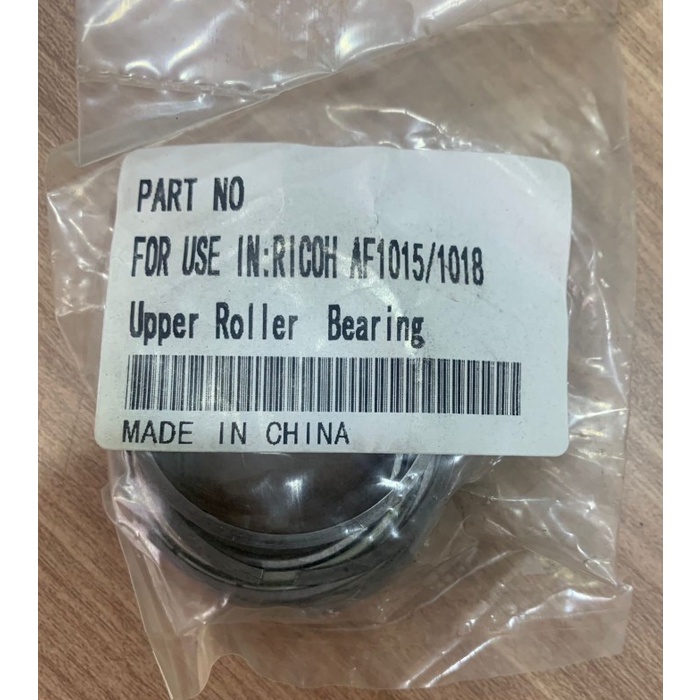 PART NO
FOR USE IN:RICOH AF1015/1018
Upper Roller Bearing
MADE IN CHINA